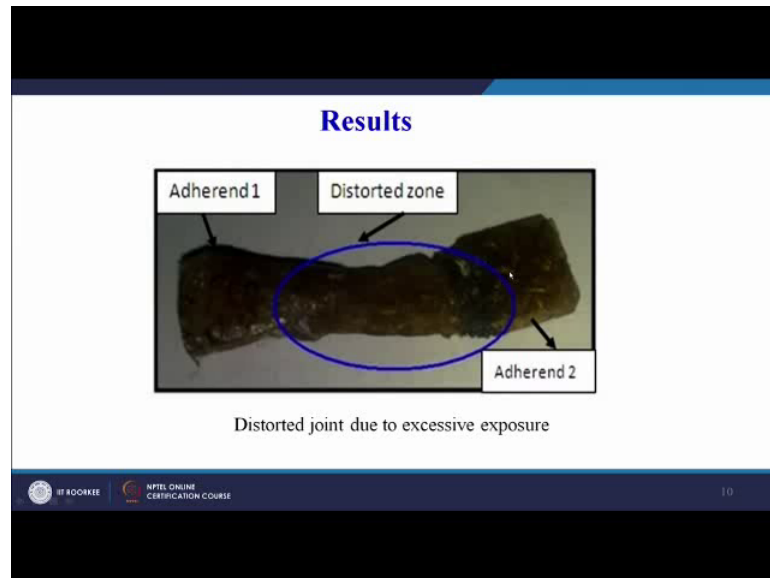 Results
Adherend 1
Distorted zone
Adherend 2
Distorted joint due to excessive exposure
IIT ROORKEE
NPTEL ONLINE
CERTIFICATION COURSE
10